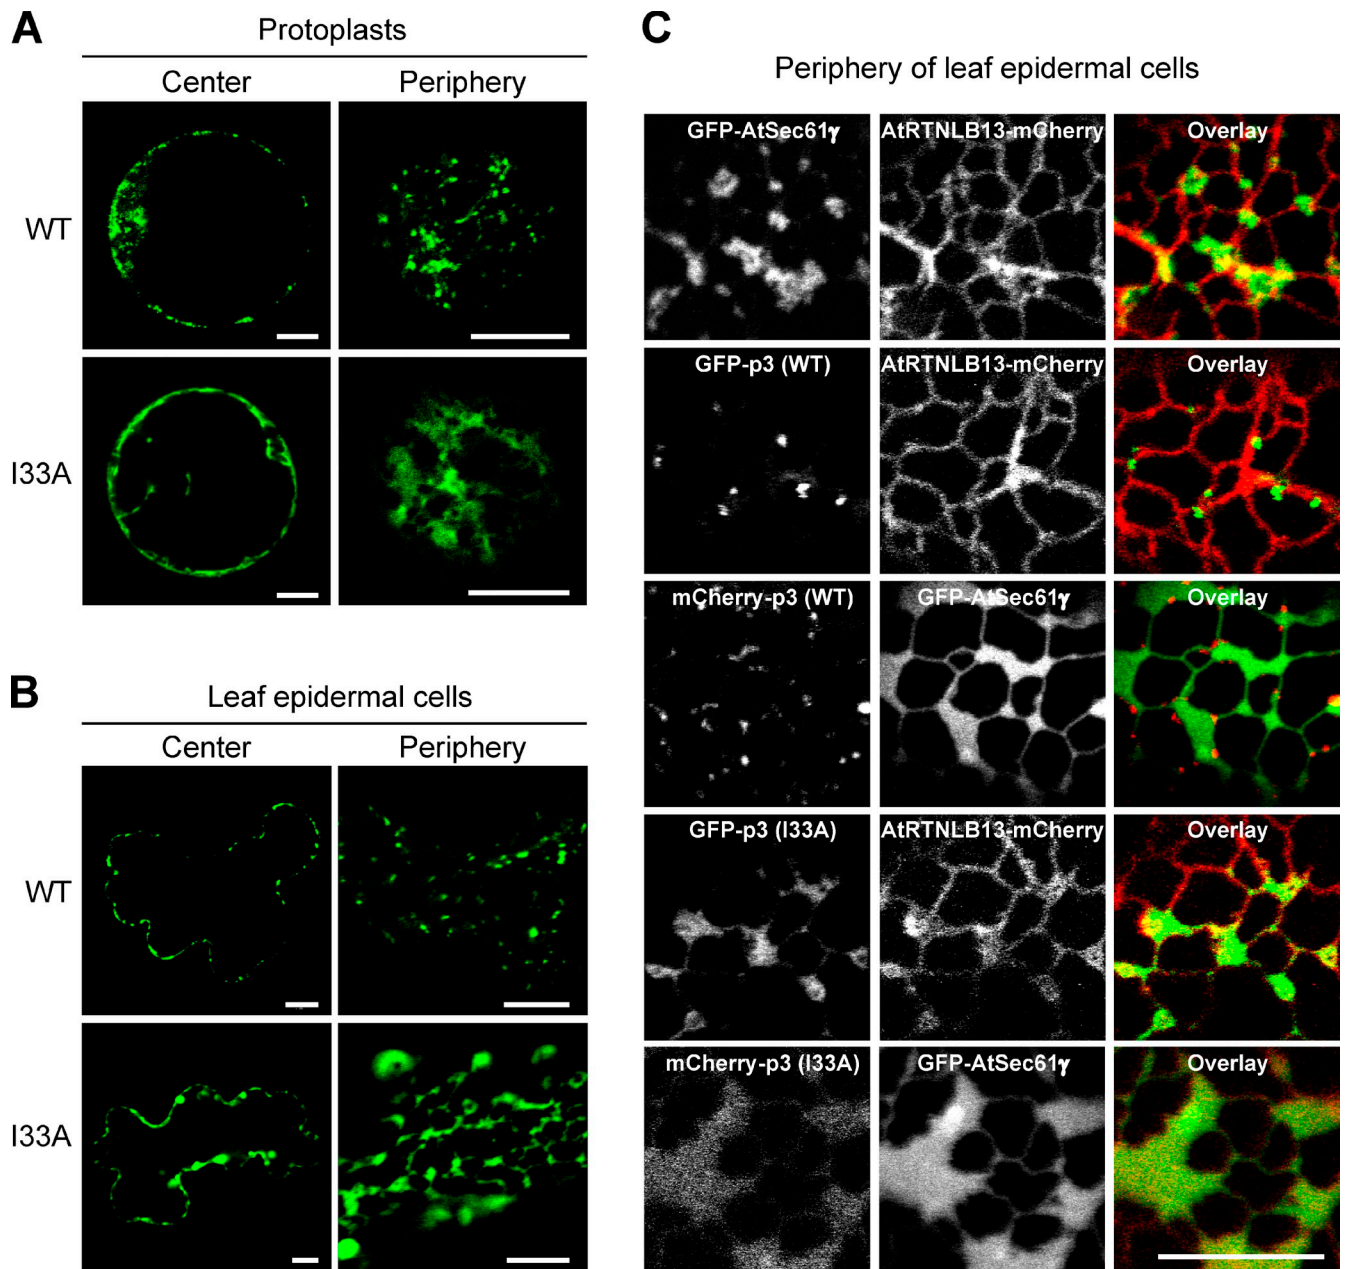 A
Protoplasts
Center Periphery
WT
I33A
B
Leaf epidermal cells
Center Periphery
WT
I33A
C
Periphery of leaf epidermal cells
GFP-AtSec61γ AtRTNLB13-mCherry Overlay
GFP-p3 (WT) AtRTNLB13-mCherry Overlay
mCherry-p3 (WT) GFP-AtSec61γ Overlay
GFP-p3 (I33A) AtRTNLB13-mCherry Overlay
mCherry-p3 (I33A) GFP-AtSec61γ Overlay